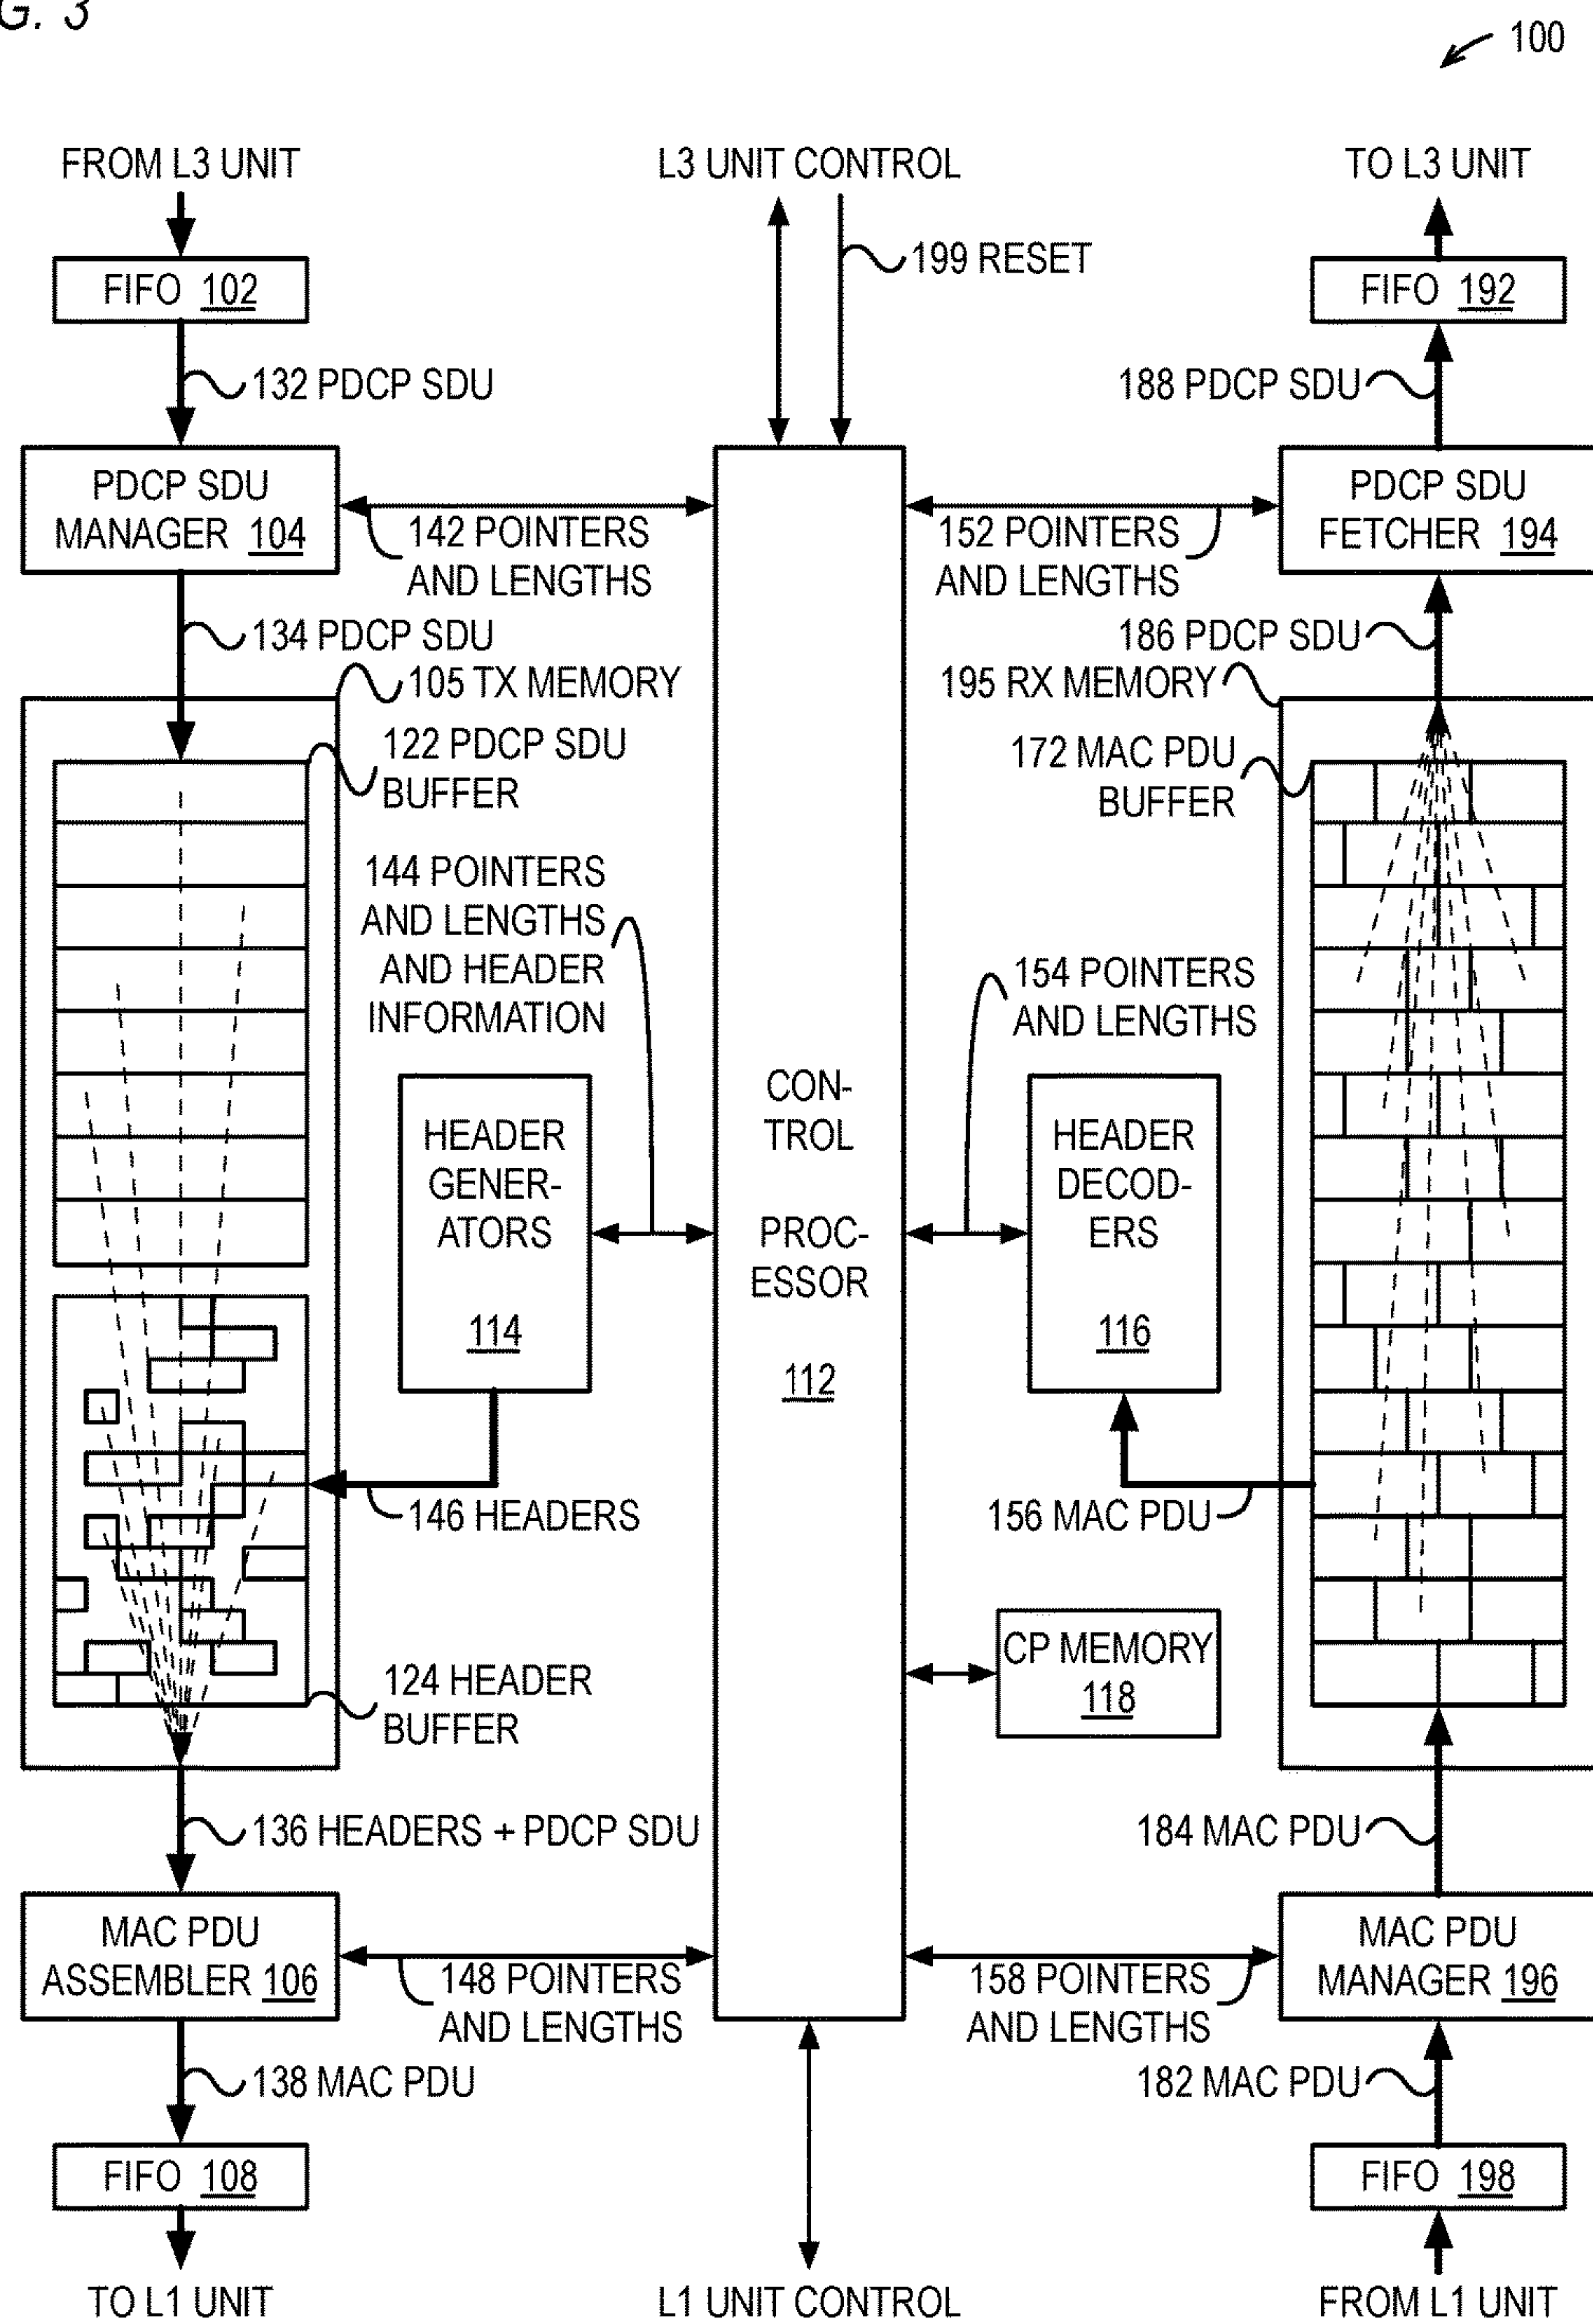 G. 3
100
FROM L3 UNIT
L3 UNIT CONTROL
TO L3 UNIT
199 RESET
FIFO 102
FIFO 192
132 PDCP SDU
188 PDCP SDU
PDCP SDU
MANAGER 104
142 POINTERS
AND LENGTHS
152 POINTERS
AND LENGTHS
PDCP SDU
FETCHER 194
134 PDCP SDU
186 PDCP SDU
105 TX MEMORY
195 RX MEMORY
122 PDCP SDU
BUFFER
172 MAC PDU
BUFFER
144 POINTERS
AND LENGTHS
AND HEADER
INFORMATION
154 POINTERS
AND LENGTHS
HEADER
GENER-
ATORS
114
CON-
TROL
PROC-
ESSOR
112
HEADER
DECOD-
ERS
116
146 HEADERS
156 MAC PDU
CP MEMORY
118
124 HEADER
BUFFER
136 HEADERS + PDCP SDU
184 MAC PDU
MAC PDU
ASSEMBLER 106
148 POINTERS
AND LENGTHS
158 POINTERS
AND LENGTHS
MAC PDU
MANAGER 196
138 MAC PDU
182 MAC PDU
FIFO 108
FIFO 198
TO L1 UNIT
L1 UNIT CONTROL
FROM L1 UNIT